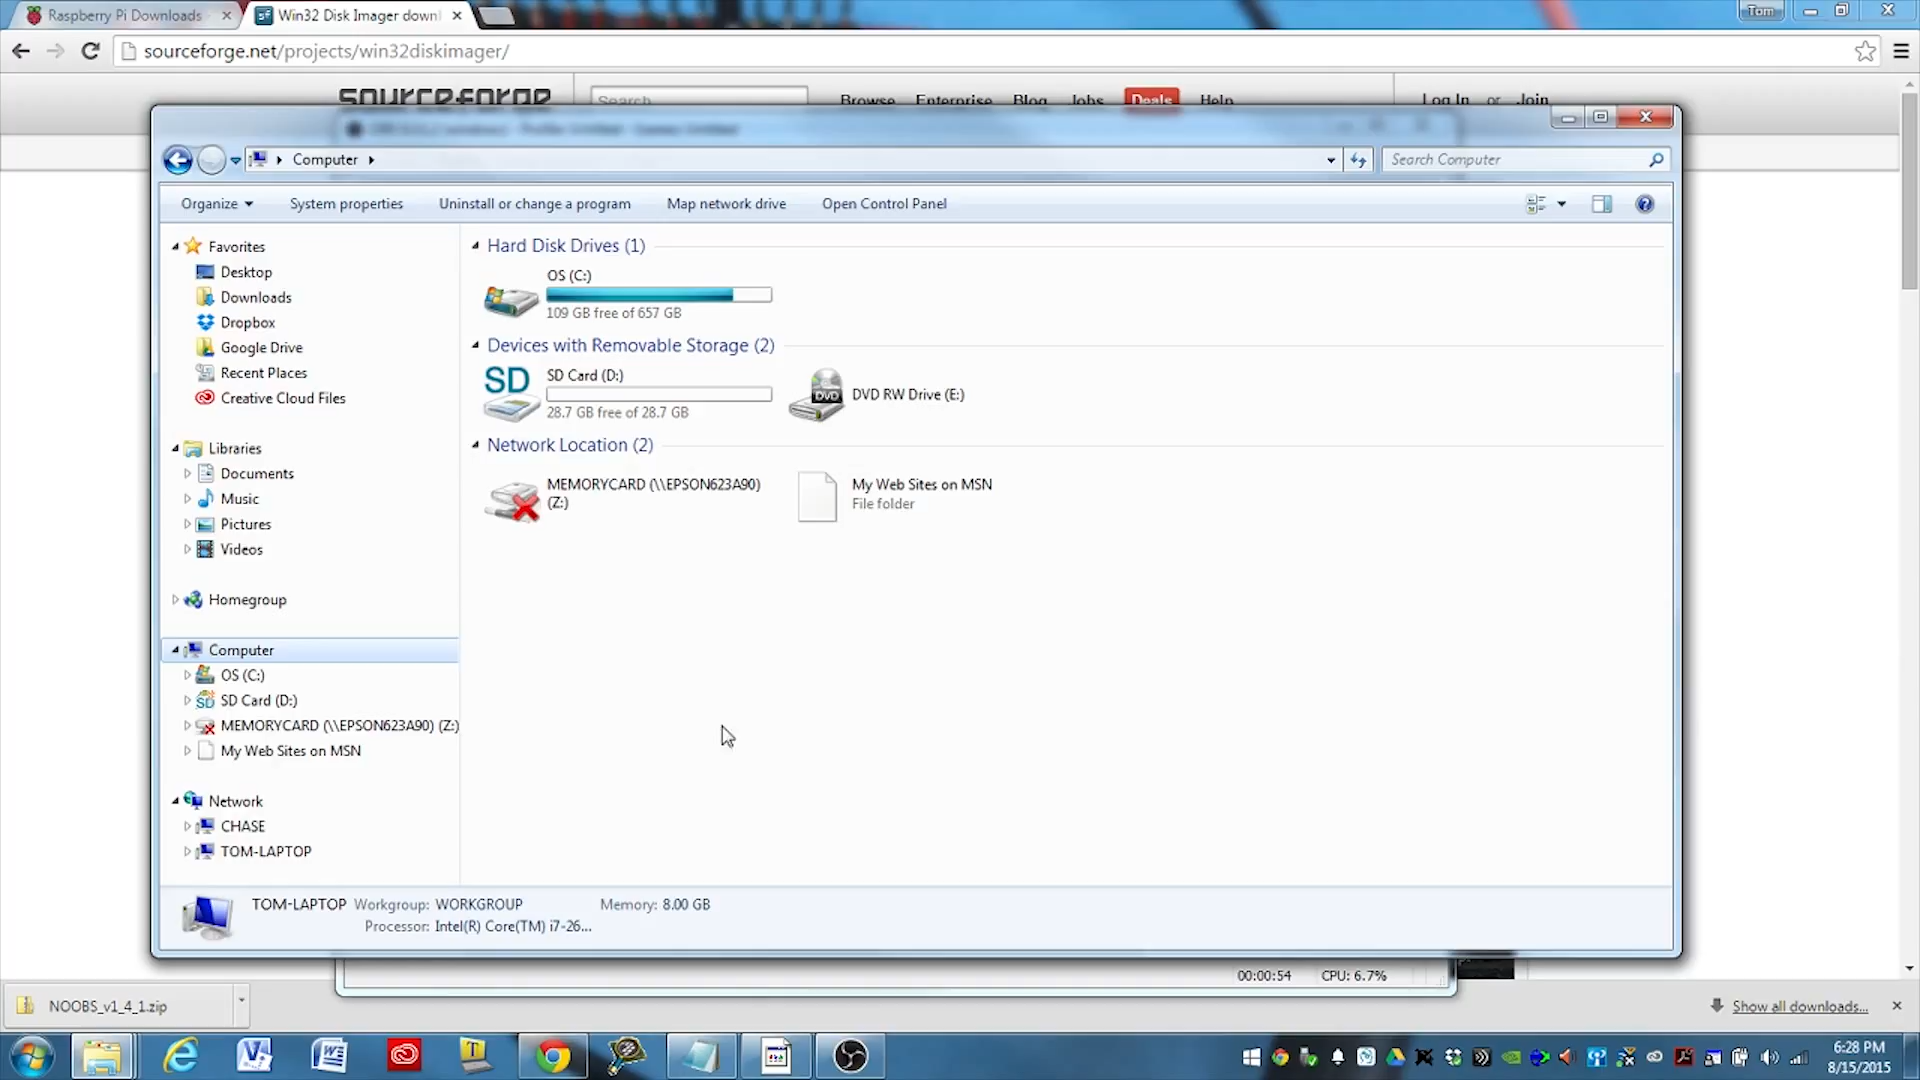 Raspberry Pi Downloads
Win32 Disk Imager downl
Tom
sourceforge.net/projects/win32diskimager/
sourceforge
Search
Browse Enterprise Blog Jobs Deals Help
Log In or Join
Computer
Search Computer
Organize System properties Uninstall or change a program Map network drive Open Control Panel
Favorites
Desktop
Downloads
Dropbox
Google Drive
Recent Places
Creative Cloud Files
Libraries
Documents
Music
Pictures
Videos
Homegroup
Computer
OS (C:)
SD Card (D:)
MEMORYCARD (\\EPSON623A90) (Z:)
My Web Sites on MSN
Network
CHASE
TOM-LAPTOP
Hard Disk Drives (1)
OS (C:)
109 GB free of 657 GB
Devices with Removable Storage (2)
SD
SD Card (D:)
28.7 GB free of 28.7 GB
DVD
DVD RW Drive (E:)
Network Location (2)
MEMORYCARD (\\EPSON623A90)
(Z:)
My Web Sites on MSN
File folder
TOM-LAPTOP Workgroup: WORKGROUP Memory: 8.00 GB
Processor: Intel(R) Core(TM) i7-26...
00:00:54 CPU: 6.7%
NOOBS_v1_4_1.zip
Show all downloads...
6:28 PM
8/15/2015